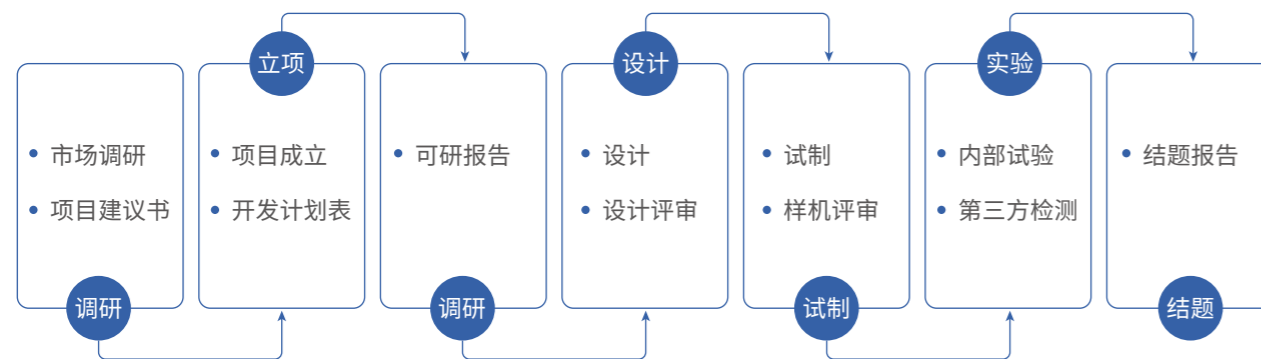 调研
市场调研
项目建议书
立项
项目成立
开发计划表
调研
可研报告
设计
设计
设计评审
试制
试制
样机评审
实验
内部试验
第三方检测
结题
结题报告